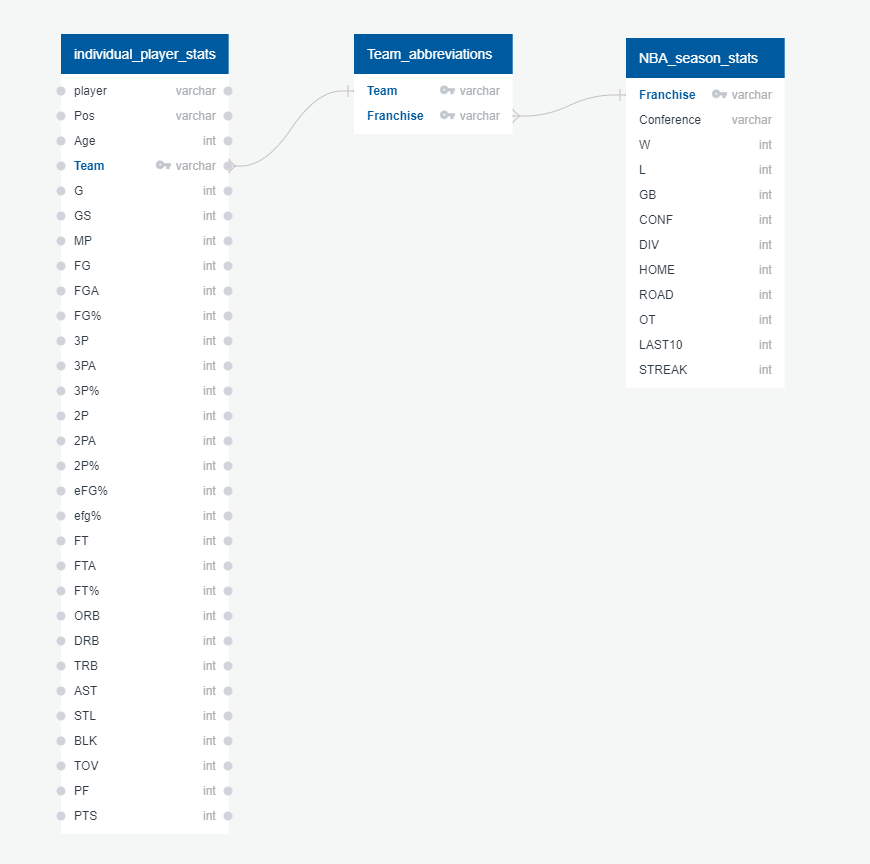 individual_player_stats
player varchar
Pos varchar
Age int
Team varchar
G int
GS int
MP int
FG int
FGA int
FG% int
3P int
3PA int
3P% int
2P int
2PA int
2P% int
eFG% int
efg% int
FT int
FTA int
FT% int
ORB int
DRB int
TRB int
AST int
STL int
BLK int
TOV int
PF int
PTS int
Team_abbreviations
Team varchar
Franchise varchar
NBA_season_stats
Franchise varchar
Conference varchar
W int
L int
GB int
CONF int
DIV int
HOME int
ROAD int
OT int
LAST10 int
STREAK int